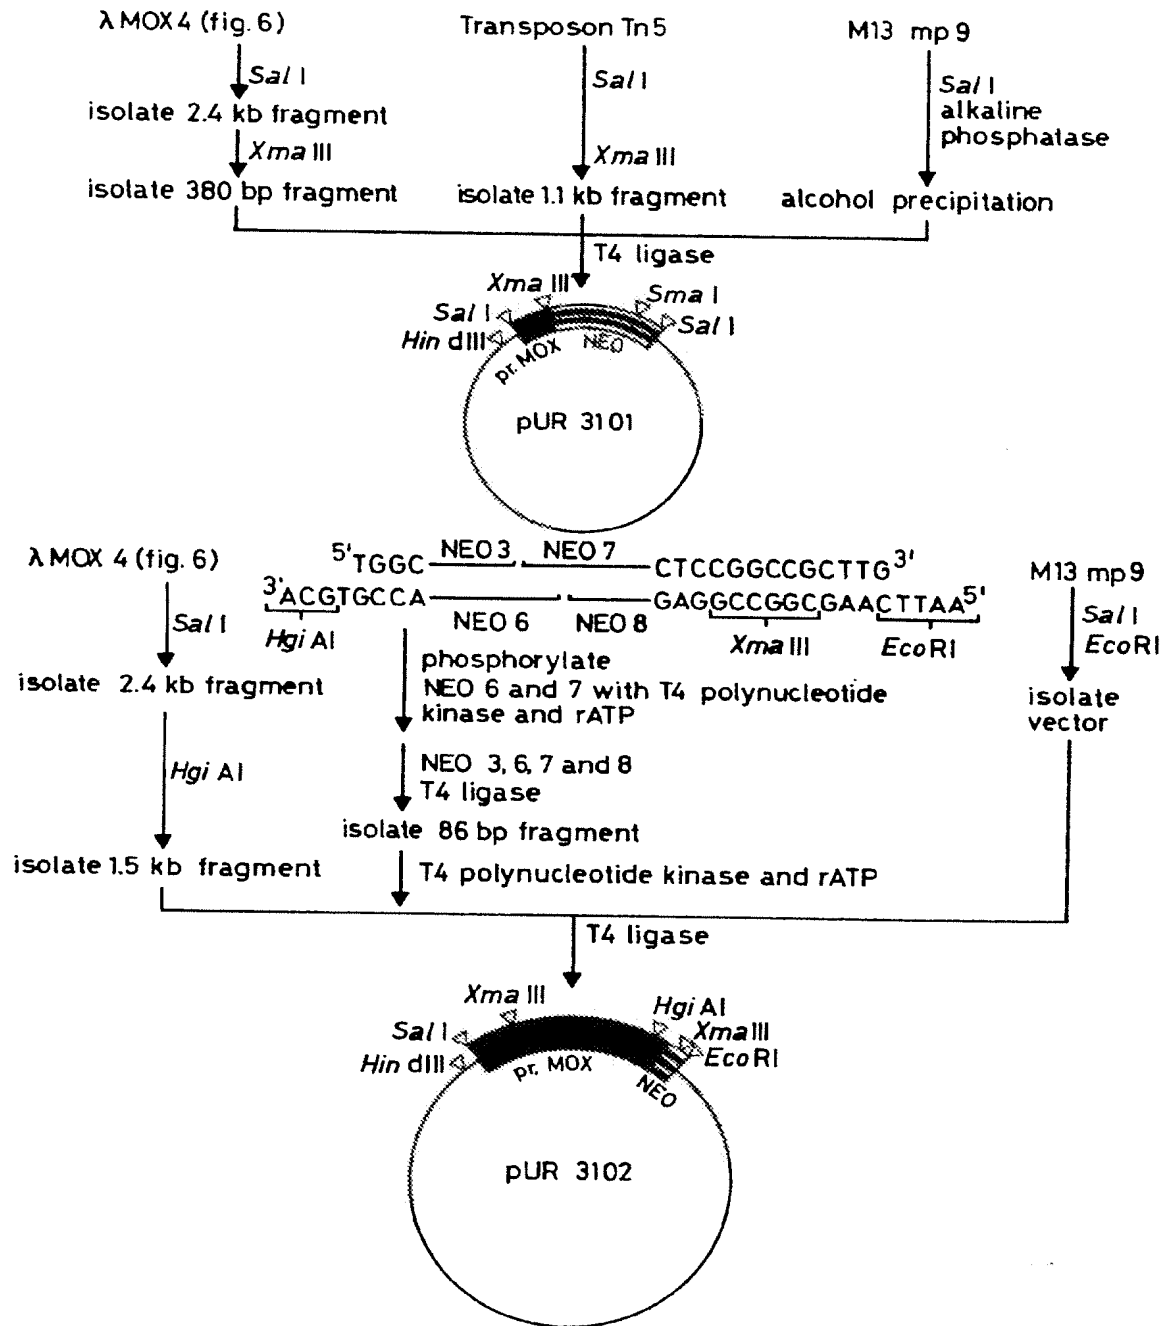 λ MOX 4 (fig. 6)
Transposon Tn5
M13 mp 9
Sal I
Sal I
Sal I
alkaline
phosphatase
isolate 2.4 kb fragment
Xma III
Xma III
isolate 380 bp fragment
isolate 1.1 kb fragment
alcohol precipitation
T4 ligase
Xma III
Sma I
Sal I
Sal I
Hin dIII
pr. MOX
NEO
pUR 3101
λ MOX 4 (fig. 6)
5'TGGC NEO 3 NEO 7 CTCCGGCCGCTTG3'
3'ACGTGCCA NEO 6 NEO 8 GAGGCCGGCGAACTTAA5'
Hgi AI
Xma III
EcoRI
M13 mp 9
Sal I
Sal I
EcoRI
phosphorylate
NEO 6 and 7 with T4 polynucleotide
kinase and rATP
isolate 2.4 kb fragment
isolate
vector
Hgi AI
NEO 3, 6, 7 and 8
T4 ligase
isolate 86 bp fragment
isolate 1.5 kb fragment
T4 polynucleotide kinase and rATP
T4 ligase
Xma III
Hgi AI
Sal I
Xma III
Hin dIII
EcoRI
pr. MOX
NEO
pUR 3102